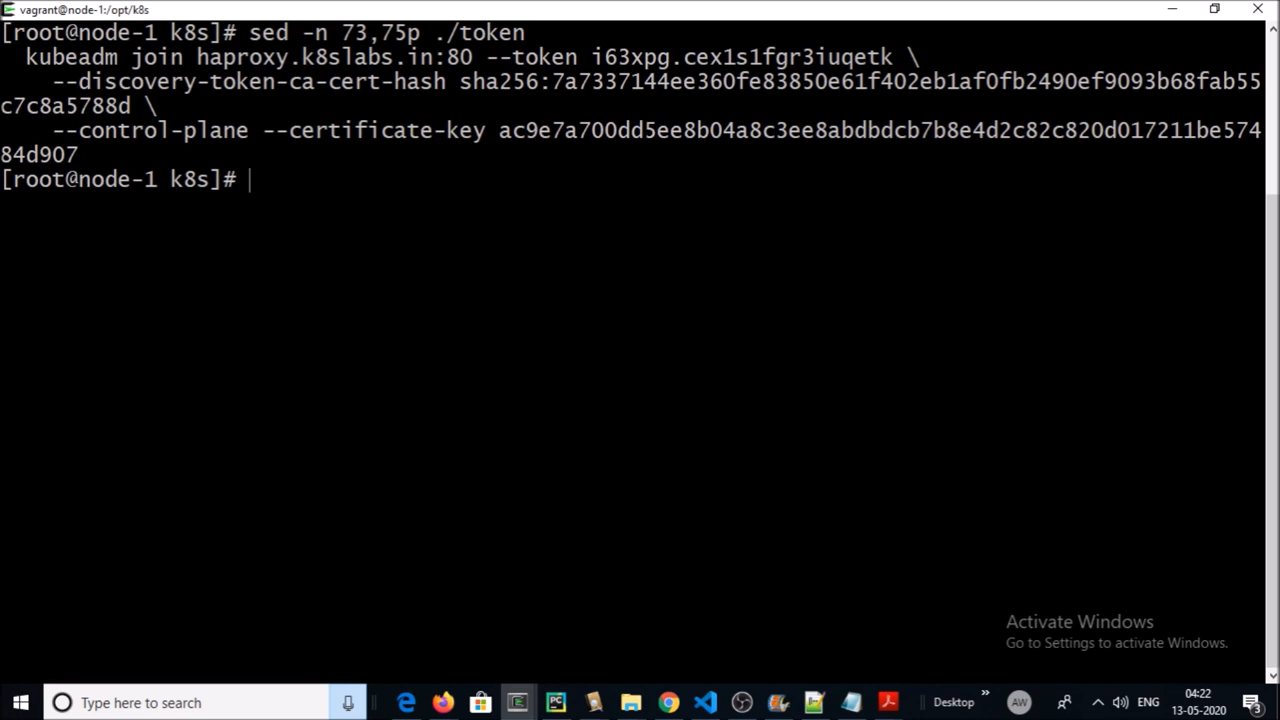 vagrant@node-1:/opt/k8s
[root@node-1 k8s]# sed -n 73,75p ./token
kubeadm join haproxy.k8slabs.in:80 --token i63xpg.cex1s1fgr3iuqetk \
--discovery-token-ca-cert-hash sha256:7a7337144ee360fe83850e61f402eb1af0fb2490ef9093b68fab55
c7c8a5788d \
--control-plane --certificate-key ac9e7a700dd5ee8b04a8c3ee8abdbdcb7b8e4d2c82c820d017211be574
84d907
[root@node-1 k8s]#
Activate Windows
Go to Settings to activate Windows.
Type here to search
Desktop
AW
ENG
04:22
13-05-2020
3